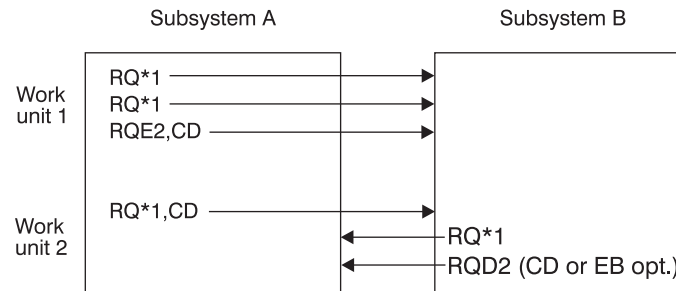 Subsystem A
Subsystem B
Work
unit 1
RQ*1
RQ*1
RQE2,CD
Work
unit 2
RQ*1,CD
RQ*1
RQD2 (CD or EB opt.)